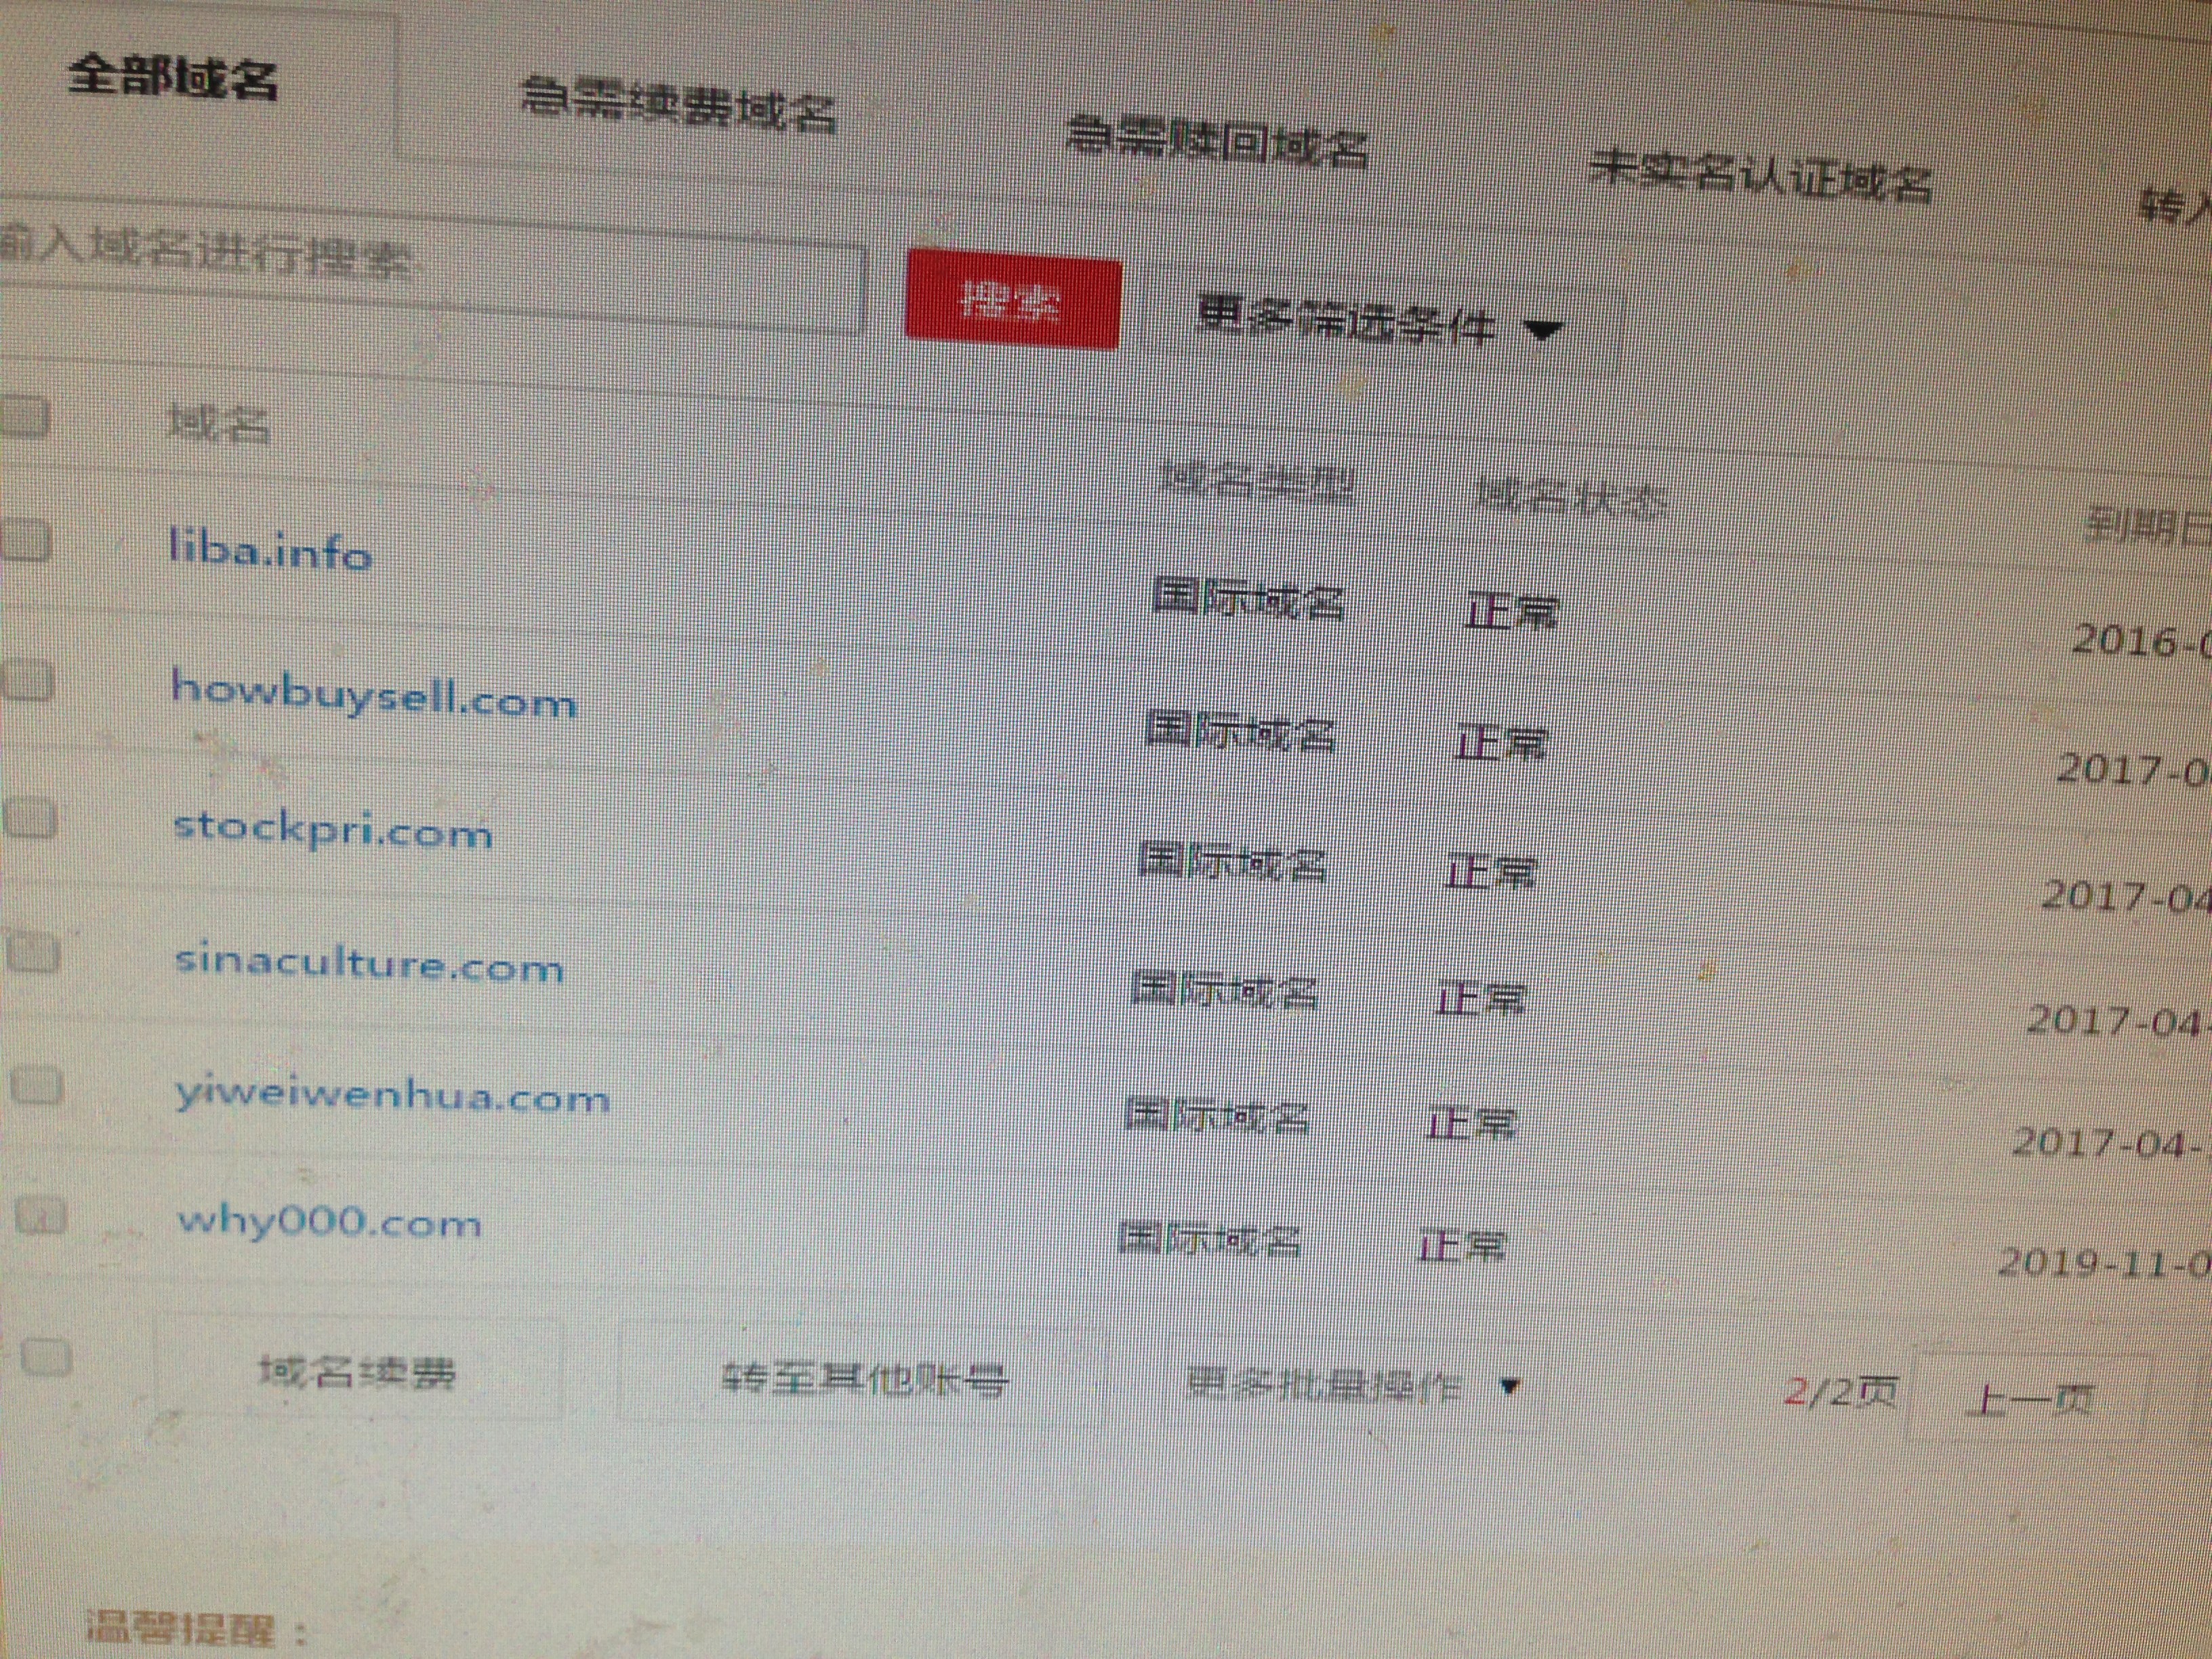 全部域名 急需续费域名 急需赎回域名 未实名认证域名 转入
输入域名进行搜索 搜索 更多筛选条件
域名 域名类型 域名状态 到期日
liba.info 国际域名 正常 2016-0
howbuysell.com 国际域名 正常 2017-0
stockpri.com 国际域名 正常 2017-04
sinaculture.com 国际域名 正常 2017-04
yiweiwenhua.com 国际域名 正常 2017-04-
why000.com 国际域名 正常 2019-11-0
域名续费 转至其他账号 更多批量操作 2/2页 上一页
温馨提醒：